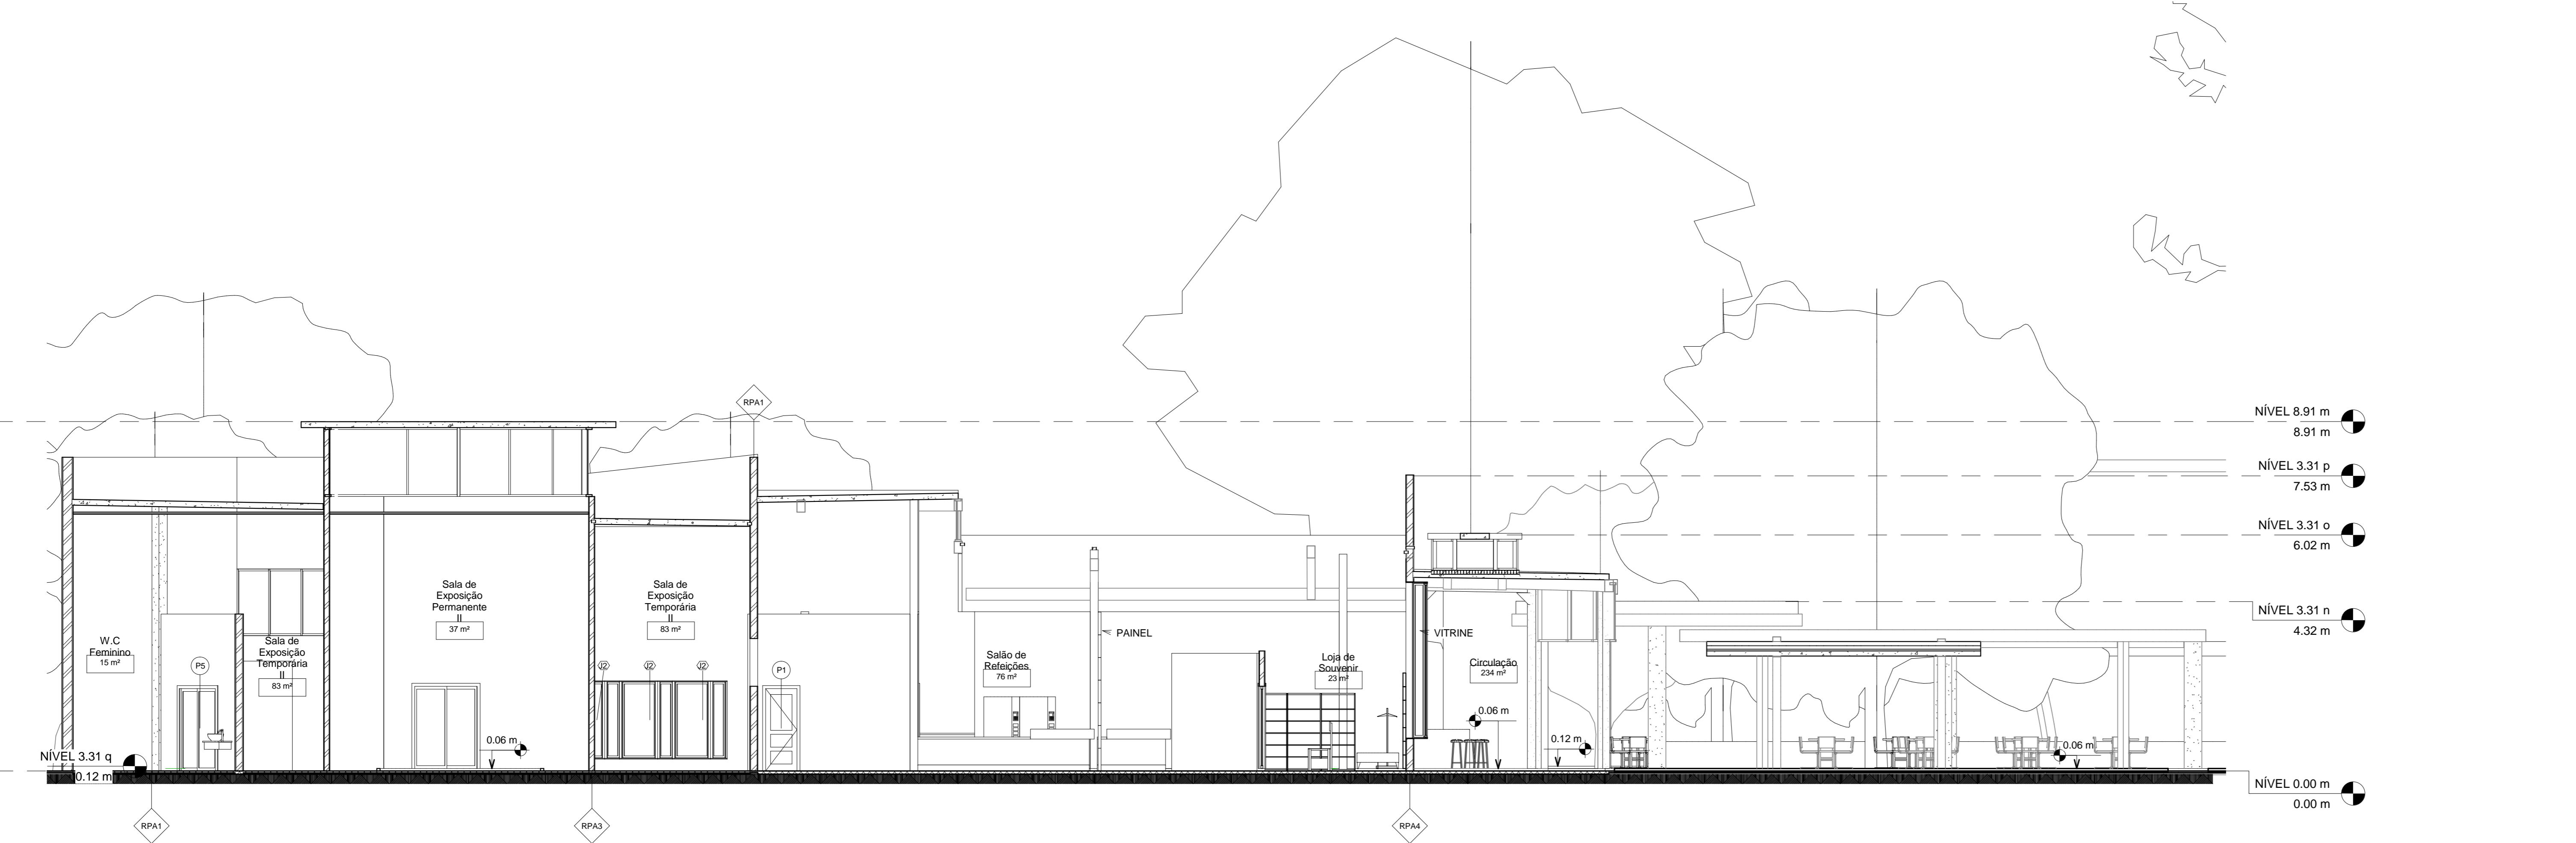 RPA1
NÍVEL 8.91 m
8.91 m
NÍVEL 3.31 p
7.53 m
NÍVEL 3.31 o
6.02 m
NÍVEL 3.31 n
4.32 m
NÍVEL 0.00 m
0.00 m
W.C
Feminino
15 m²
P5
Sala de
Exposição
Temporária
II
83 m²
Sala de
Exposição
Permanente
II
37 m²
0.06 m
Sala de
Exposição
Temporária
II
83 m²
J2
J2
J2
P1
Salão de
Refeições
76 m²
PAINEL
Loja de
Souvenir
23 m²
VITRINE
Circulação
234 m²
0.06 m
0.12 m
0.06 m
NÍVEL 3.31 q
0.12 m
RPA1
RPA3
RPA4